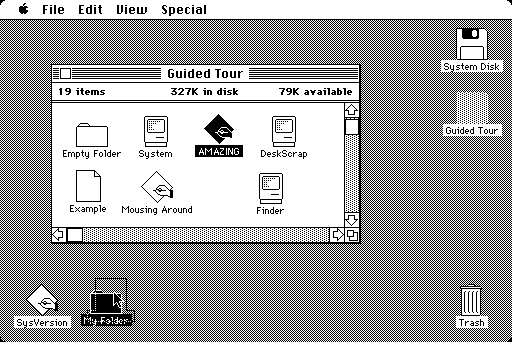 File Edit View Special
System Disk
Guided Tour
19 items 327K in disk 79K available
Guided Tour
Empty Folder System AMAZING DeskScrap
Example Mousing Around Finder
SysVersion My Folder Trash